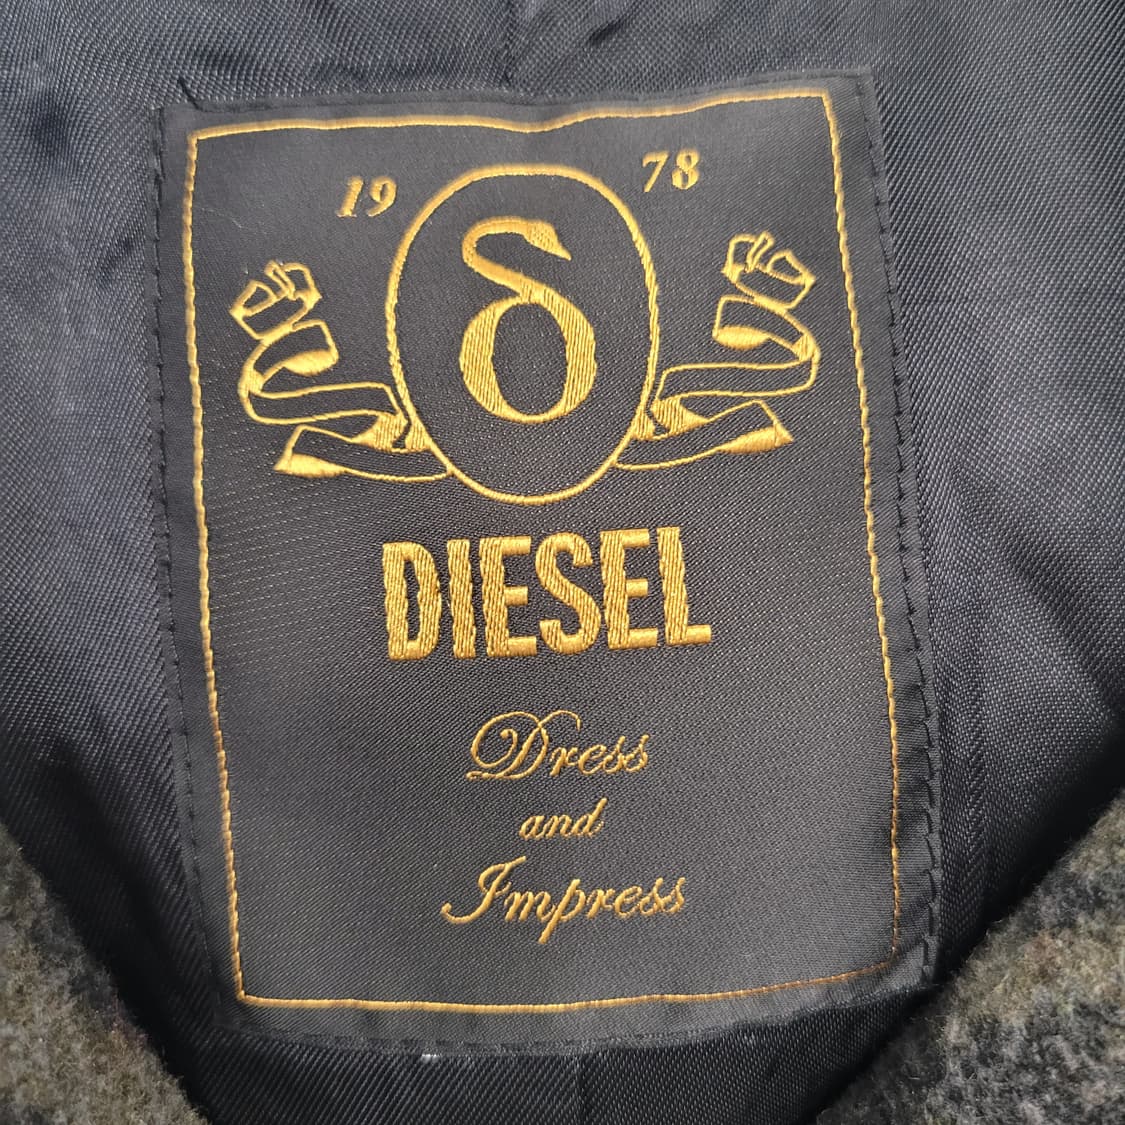 19 78
δ
DIESEL
Dress
and
Impress